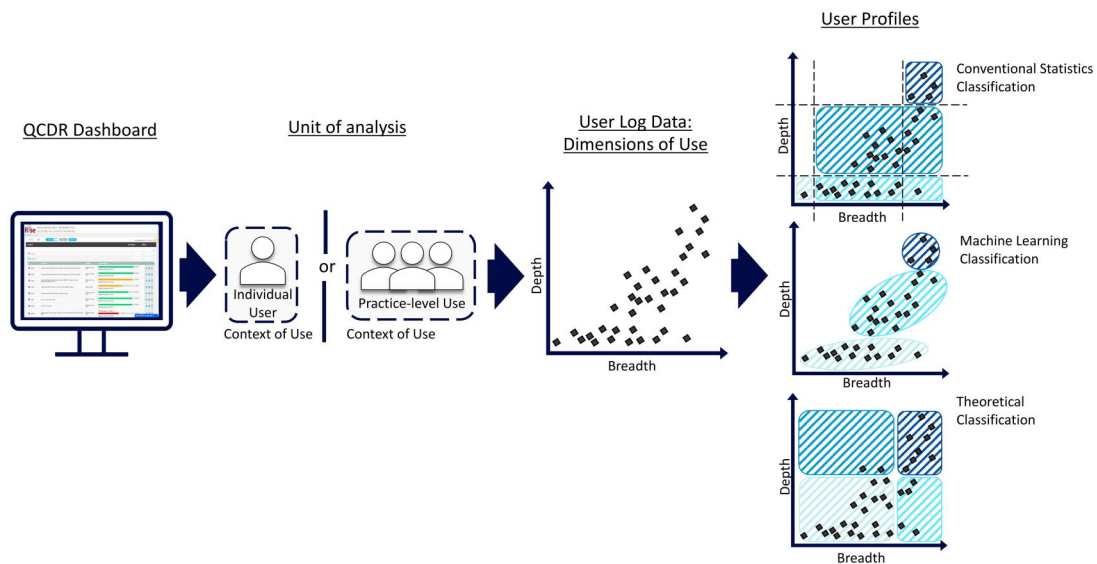 User Profiles
Conventional Statistics
Classification
Depth
Breadth
QCDR Dashboard
Unit of analysis
User Log Data:
Dimensions of Use
Rise
Individual
User
Context of Use
or
Practice-level Use
Context of Use
Depth
Breadth
Machine Learning
Classification
Depth
Breadth
Theoretical
Classification
Depth
Breadth